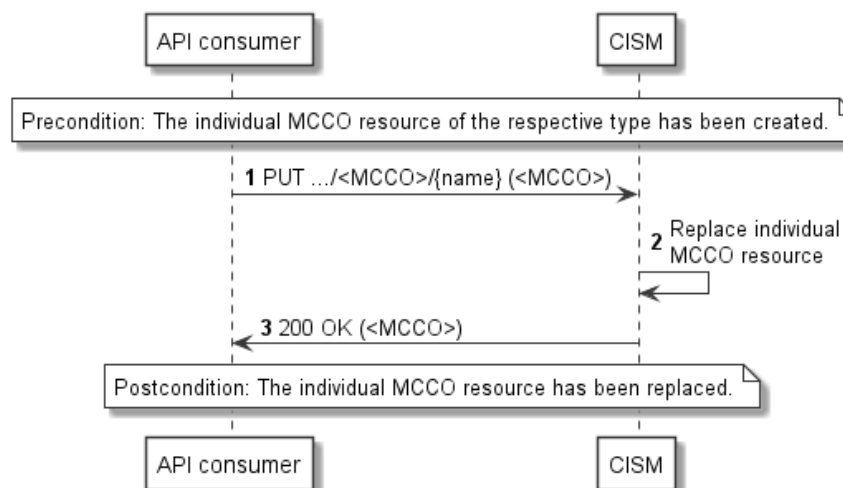 API consumer
CISM
Precondition: The individual MCCO resource of the respective type has been created.
1 PUT .../<MCCO>/{name} (<MCCO>)
2 Replace individual
MCCO resource
3 200 OK (<MCCO>)
Postcondition: The individual MCCO resource has been replaced.
API consumer
CISM